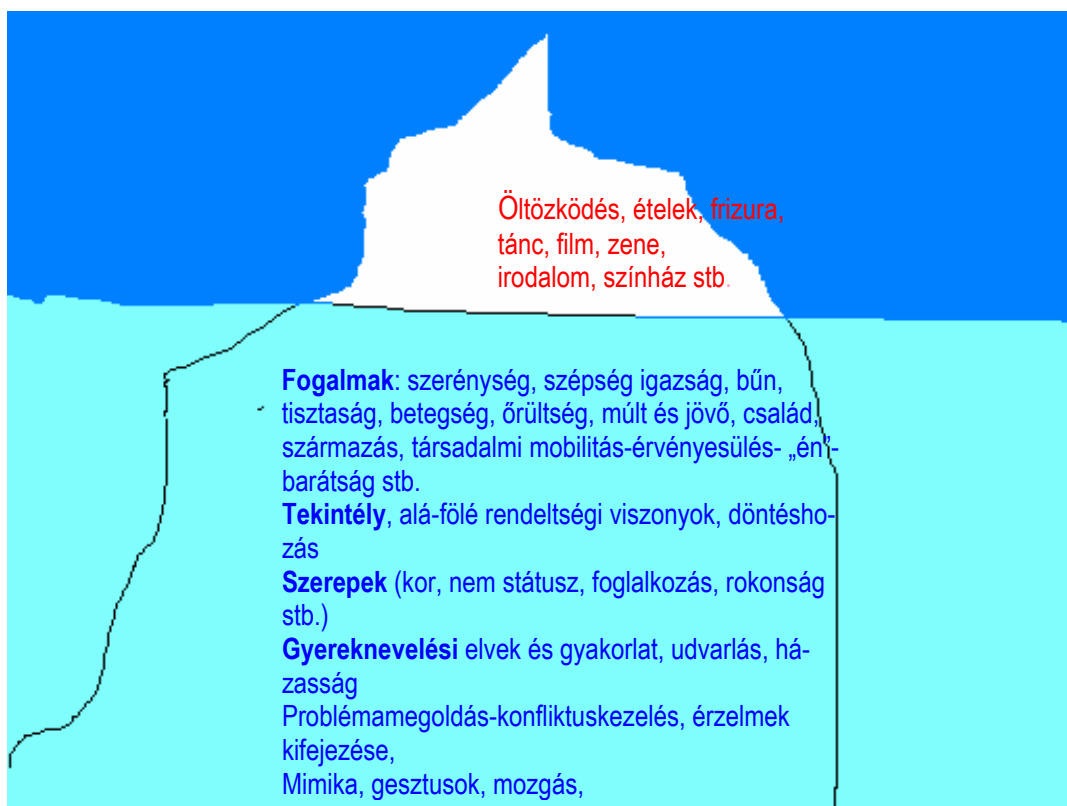 Öltözködés, ételek, frizura,
tánc, film, zene,
irodalom, színház stb.
Fogalmak: szerénység, szépség igazság, bűn,
tisztaság, betegség, őrültség, múlt és jövő, család,
származás, társadalmi mobilitás-érvényesülés- „én”-
barátság stb.
Tekintély, alá-fölé rendeltségi viszonyok, döntésho-
zás
Szerepek (kor, nem státusz, foglalkozás, rokonság
stb.)
Gyereknevelési elvek és gyakorlat, udvarlás, há-
zasság
Problémamegoldás-konfliktuskezelés, érzelmek
kifejezése,
Mimika, gesztusok, mozgás,